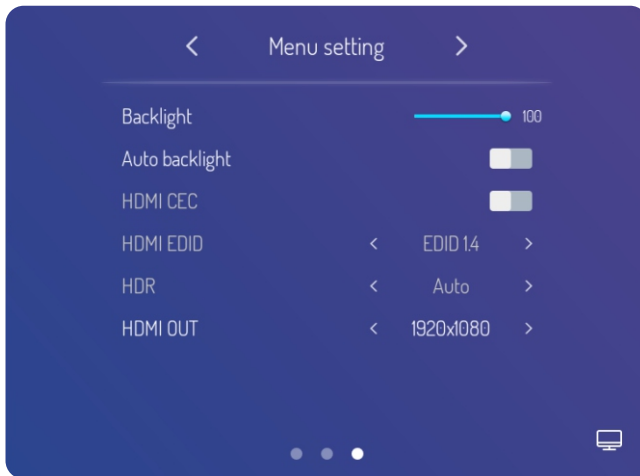 Menu setting
Backlight 100
Auto backlight
HDMI CEC
HDMI EDID < EDID 1.4 >
HDR < Auto >
HDMI OUT < 1920x1080 >